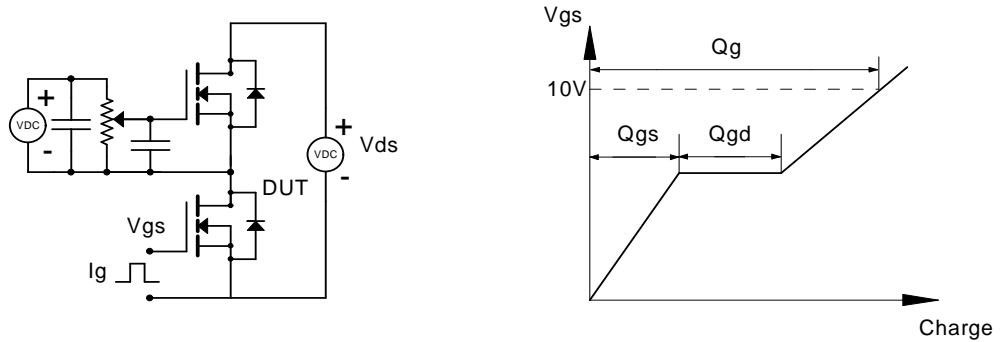 +
VDC
-
+
VDC
-
Vds
DUT
Vgs
Ig
Vgs
Qg
10V
Qgs
Qgd
Charge